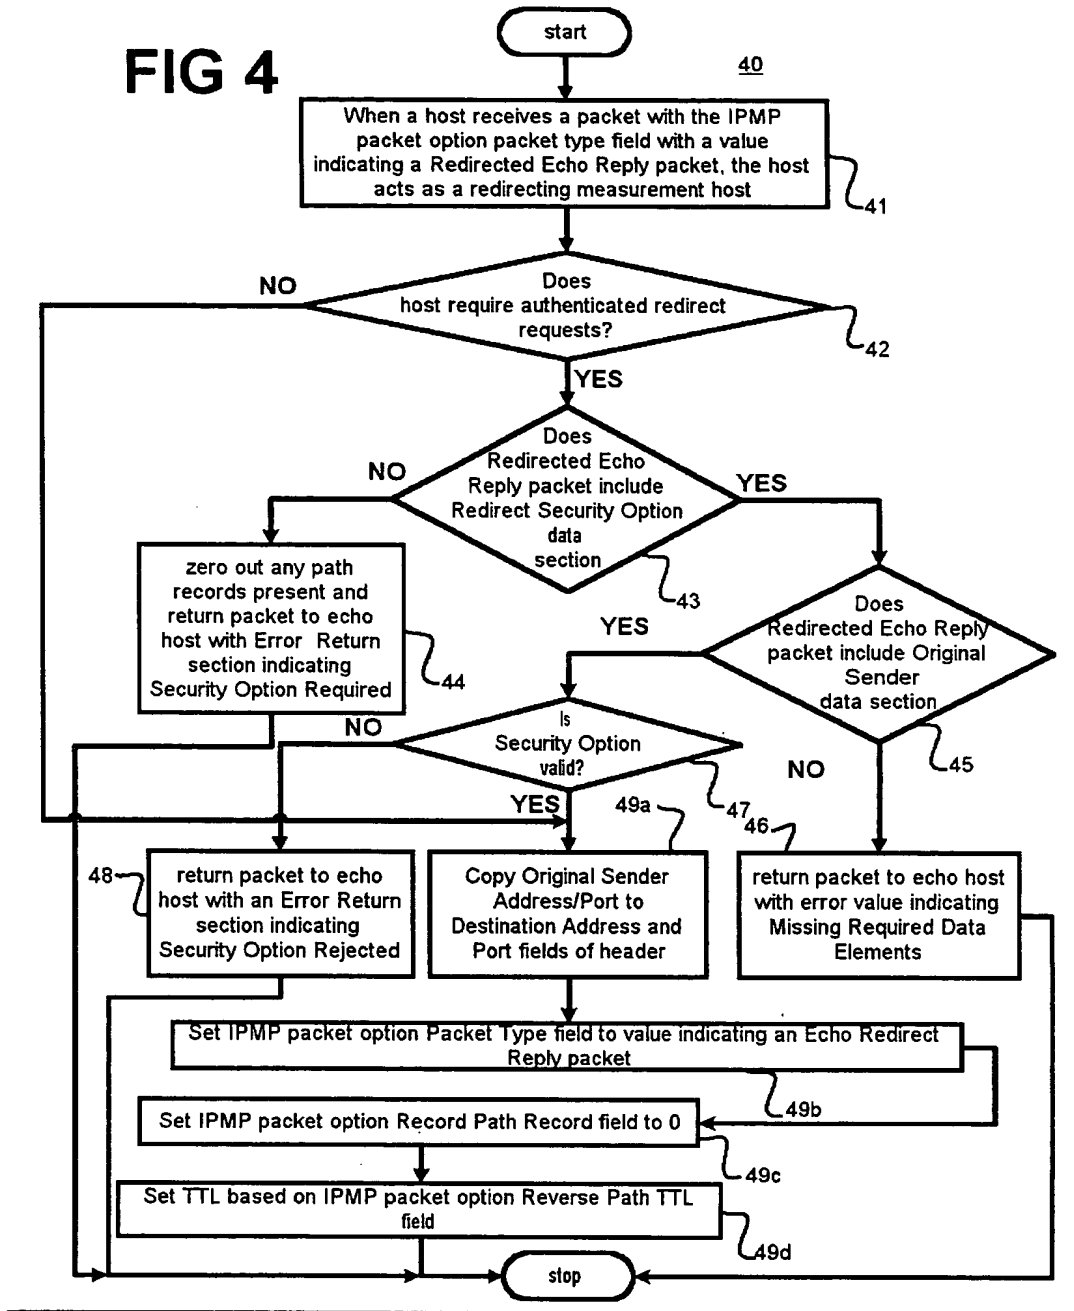 start
FIG 4
40
When a host receives a packet with the IPMP
packet option packet type field with a value
indicating a Redirected Echo Reply packet, the host
acts as a redirecting measurement host
41
NO
Does
host require authenticated redirect
requests?
42
YES
Does
Redirected Echo
Reply packet include
Redirect Security Option
data
section
NO
YES
43
zero out any path
records present and
return packet to echo
host with Error Return
section indicating
Security Option Required
44
YES
Does
Redirected Echo Reply
packet include Original
Sender
data section
45
NO
Is
Security Option
valid?
47
NO
YES
49a
46
48
return packet to echo
host with an Error Return
section indicating
Security Option Rejected
Copy Original Sender
Address/Port to
Destination Address and
Port fields of header
return packet to echo host
with error value indicating
Missing Required Data
Elements
Set IPMP packet option Packet Type field to value indicating an Echo Redirect
Reply packet
49b
Set IPMP packet option Record Path Record field to 0
49c
Set TTL based on IPMP packet option Reverse Path TTL
field
49d
stop